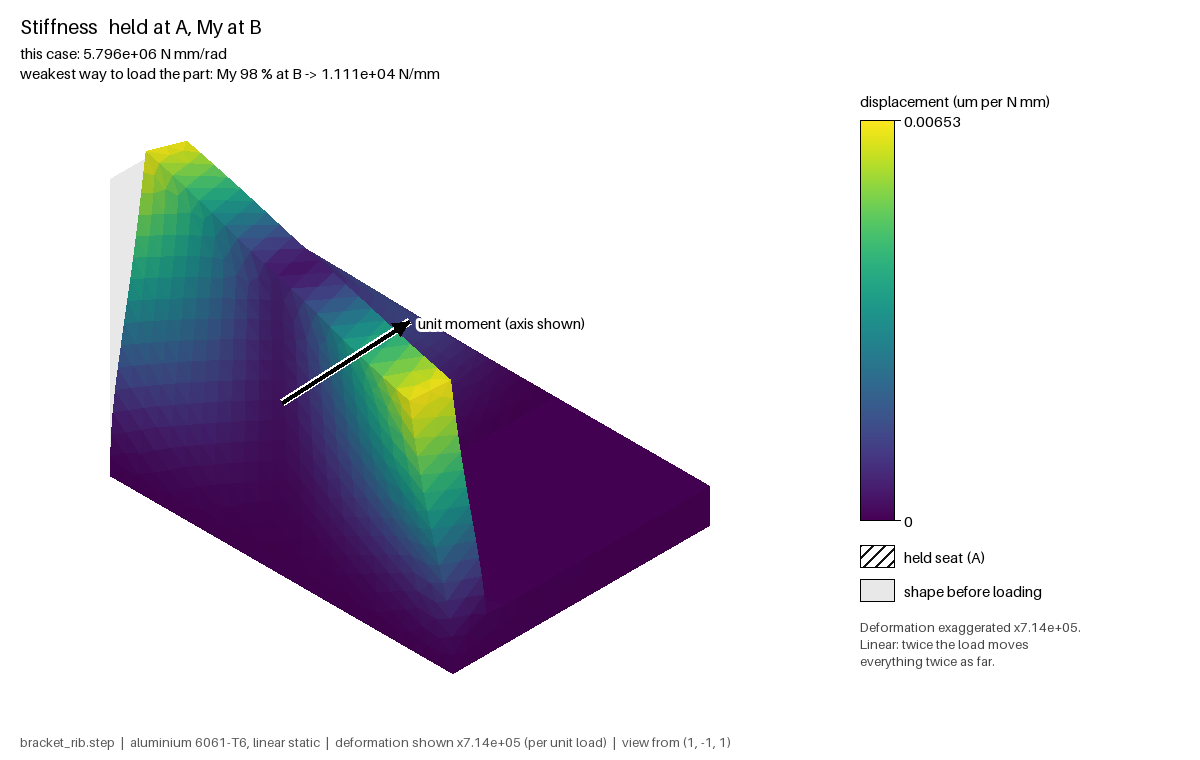 Stiffness  held at A, My at B
this case: 5.796e+06 N mm/rad
weakest way to load the part: My 98 % at B -> 1.111e+04 N/mm
displacement (um per N mm)
0.00653
unit moment (axis shown)
0
held seat (A)
shape before loading
Deformation exaggerated x7.14e+05.
Linear: twice the load moves
everything twice as far.
bracket_rib.step | aluminium 6061-T6, linear static | deformation shown x7.14e+05 (per unit load) | view from (1, -1, 1)